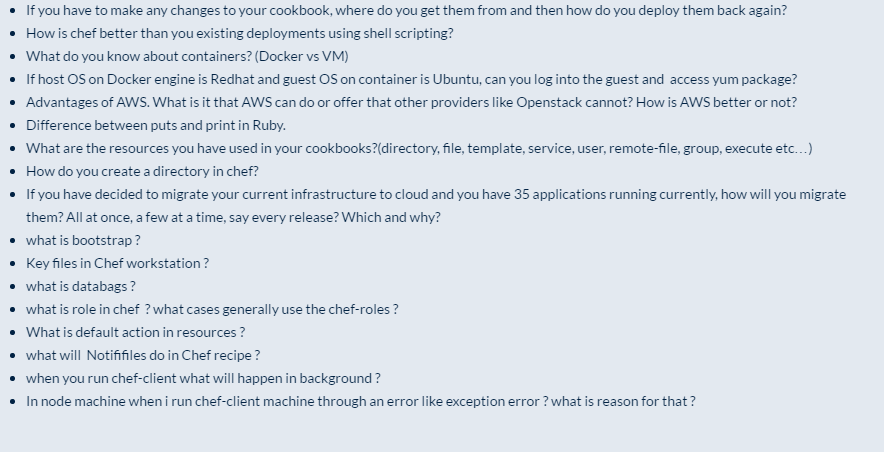 If you have to make any changes to your cookbook, where do you get them from and then how do you deploy them back again?
How is chef better than you existing deployments using shell scripting?
What do you know about containers? (Docker vs VM)
If host OS on Docker engine is Redhat and guest OS on container is Ubuntu, can you log into the guest and access yum package?
Advantages of AWS. What is it that AWS can do or offer that other providers like Openstack cannot? How is AWS better or not?
Difference between puts and print in Ruby.
What are the resources you have used in your cookbooks?(directory, file, template, service, user, remote-file, group, execute etc…)
How do you create a directory in chef?
If you have decided to migrate your current infrastructure to cloud and you have 35 applications running currently, how will you migrate
them? All at once, a few at a time, say every release? Which and why?
what is bootstrap ?
Key files in Chef workstation ?
what is databags ?
what is role in chef ? what cases generally use the chef-roles ?
What is default action in resources ?
what will Notififiles do in Chef recipe ?
when you run chef-client what will happen in background ?
In node machine when i run chef-client machine through an error like exception error ? what is reason for that ?